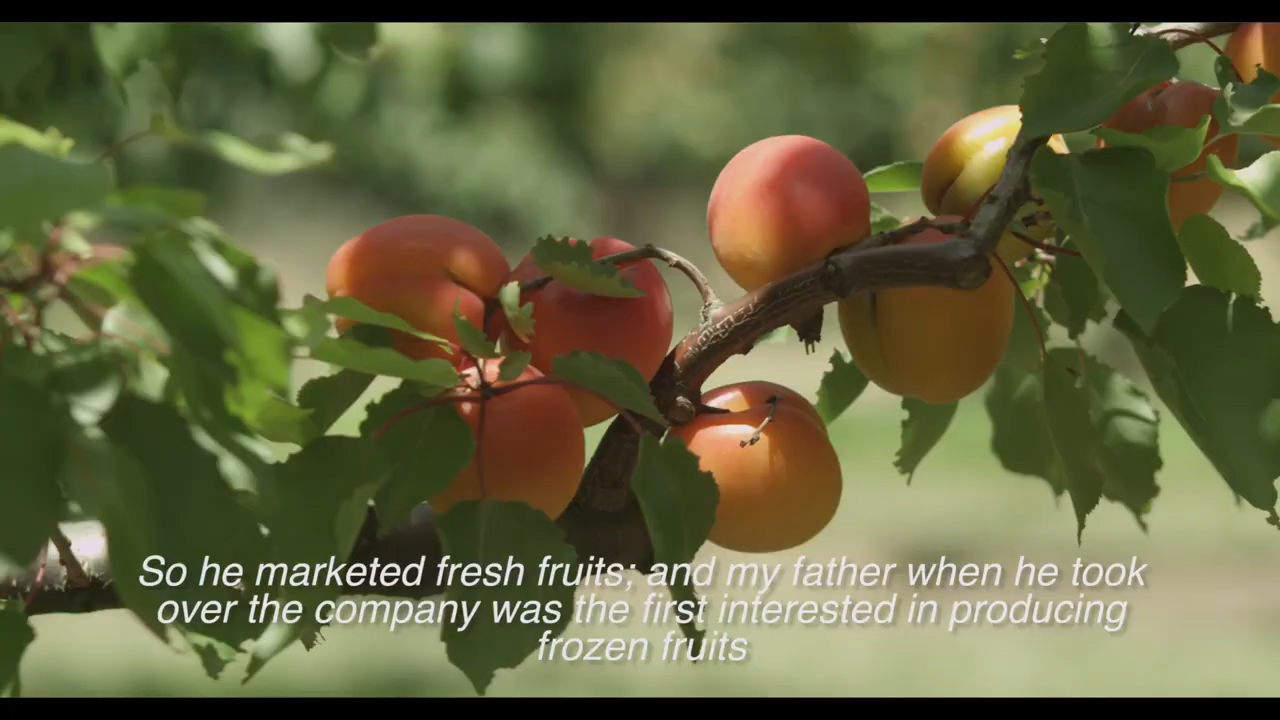 So he marketed fresh fruits; and my father when he took
over the company was the first interested in producing
frozen fruits